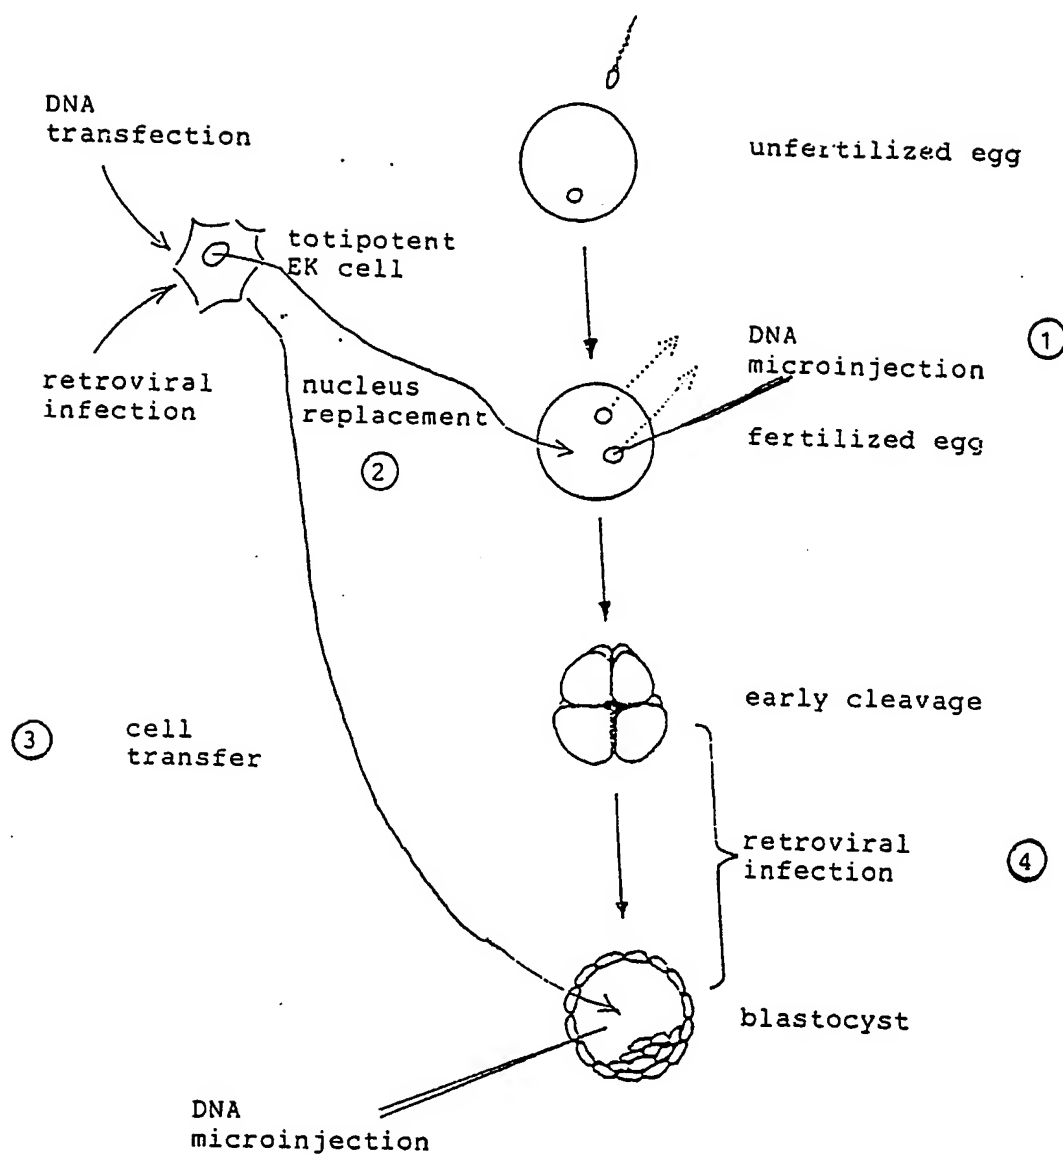 DNA
transfection
unfertilized egg
totipotent
EK cell
DNA
microinjection
1
retroviral
infection
nucleus
replacement
fertilized egg
2
early cleavage
3
cell
transfer
retroviral
infection
4
blastocyst
DNA
microinjection